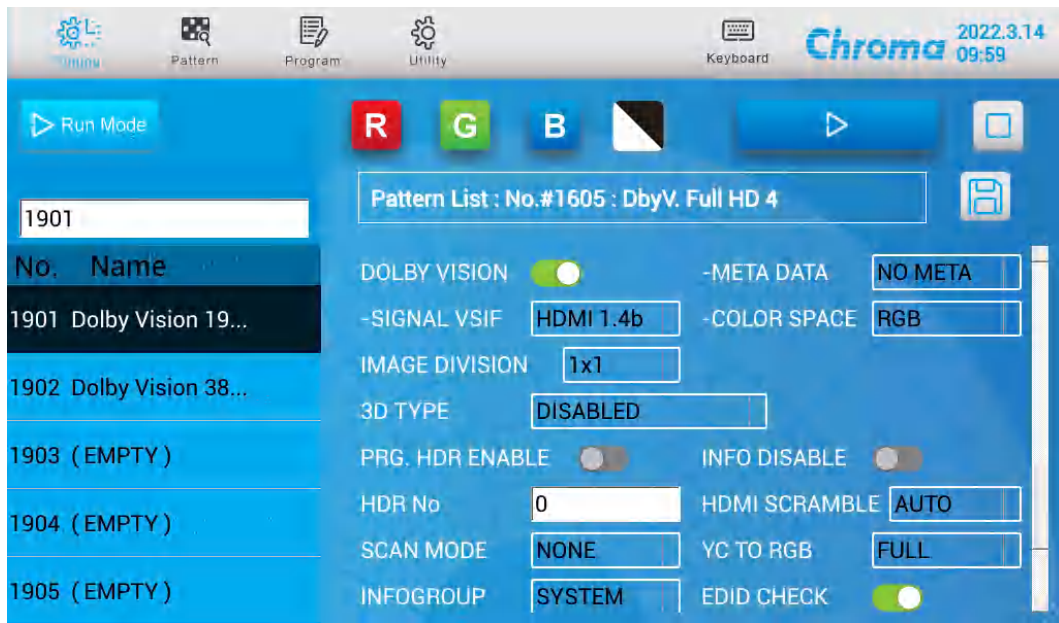 Timing Pattern Program Utility Keyboard Chroma 2022.3.14
09:59
Run Mode R G B
Pattern List : No.#1605 : DbyV. Full HD 4
1901
No. Name
1901 Dolby Vision 19...
1902 Dolby Vision 38...
1903 ( EMPTY )
1904 ( EMPTY )
1905 ( EMPTY )
DOLBY VISION -META DATA NO META
-SIGNAL VSIF HDMI 1.4b -COLOR SPACE RGB
IMAGE DIVISION 1x1
3D TYPE DISABLED
PRG. HDR ENABLE INFO DISABLE
HDR No 0 HDMI SCRAMBLE AUTO
SCAN MODE NONE YC TO RGB FULL
INFOGROUP SYSTEM EDID CHECK